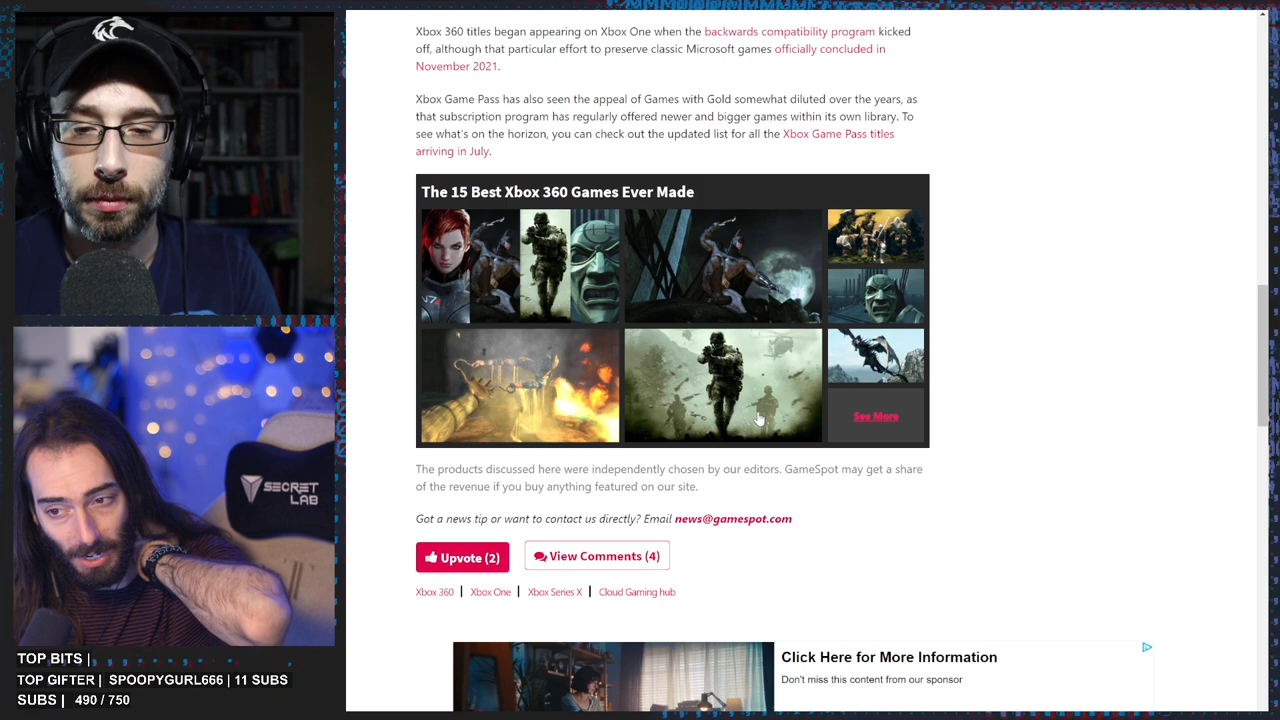 Xbox 360 titles began appearing on Xbox One when the backwards compatibility program kicked
off, although that particular effort to preserve classic Microsoft games officially concluded in
November 2021.
Xbox Game Pass has also seen the appeal of Games with Gold somewhat diluted over the years, as
that subscription program has regularly offered newer and bigger games within its own library. To
see what's on the horizon, you can check out the updated list for all the Xbox Game Pass titles
arriving in July.
The 15 Best Xbox 360 Games Ever Made
N7
See More
The products discussed here were independently chosen by our editors. GameSpot may get a share
of the revenue if you buy anything featured on our site.
Got a news tip or want to contact us directly? Email news@gamespot.com
Upvote (2)
View Comments (4)
Xbox 360 | Xbox One | Xbox Series X | Cloud Gaming hub
Click Here for More Information
Don't miss this content from our sponsor
SECRET
LAB
TOP BITS |
TOP GIFTER | SPOOPYGURL666 | 11 SUBS
SUBS | 490 / 750